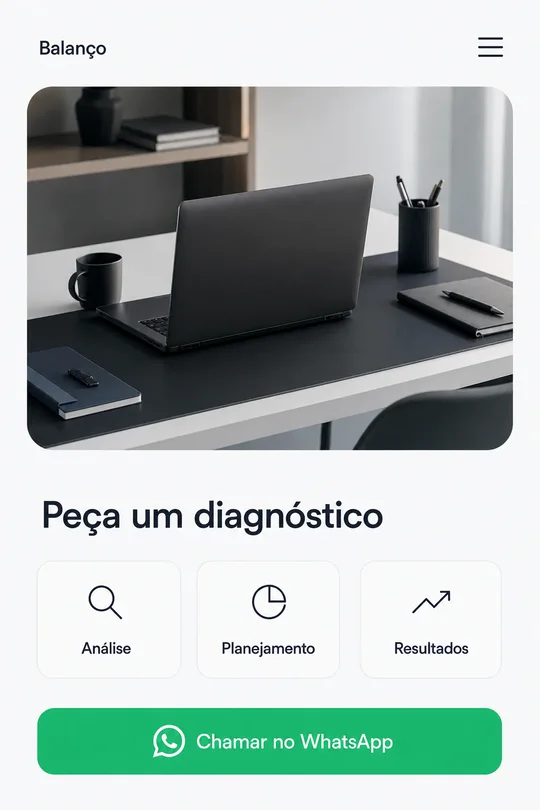 Balanço
Peça um diagnóstico
Análise
Planejamento
Resultados
Chamar no WhatsApp